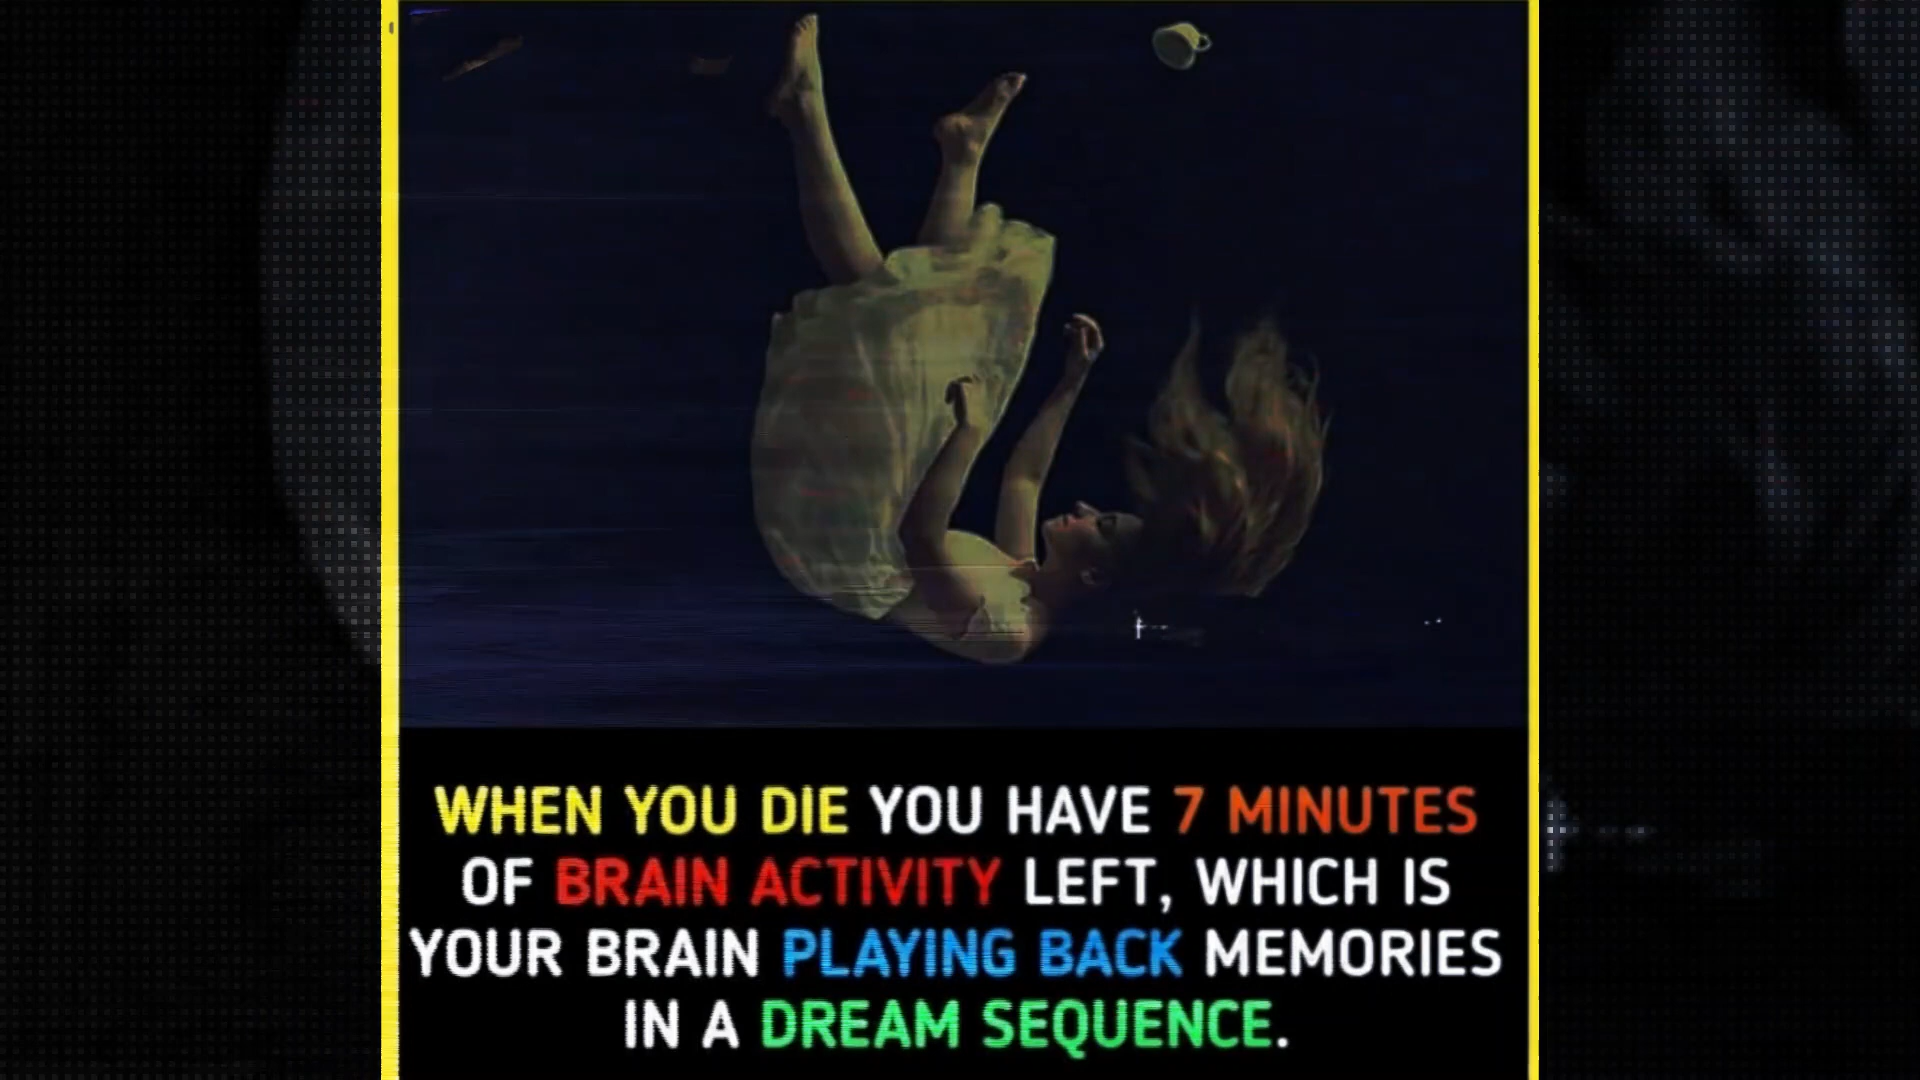 WHEN YOU DIE YOU HAVE 7 MINUTES
OF BRAIN ACTIVITY LEFT, WHICH IS
YOUR BRAIN PLAYING BACK MEMORIES
IN A DREAM SEQUENCE.